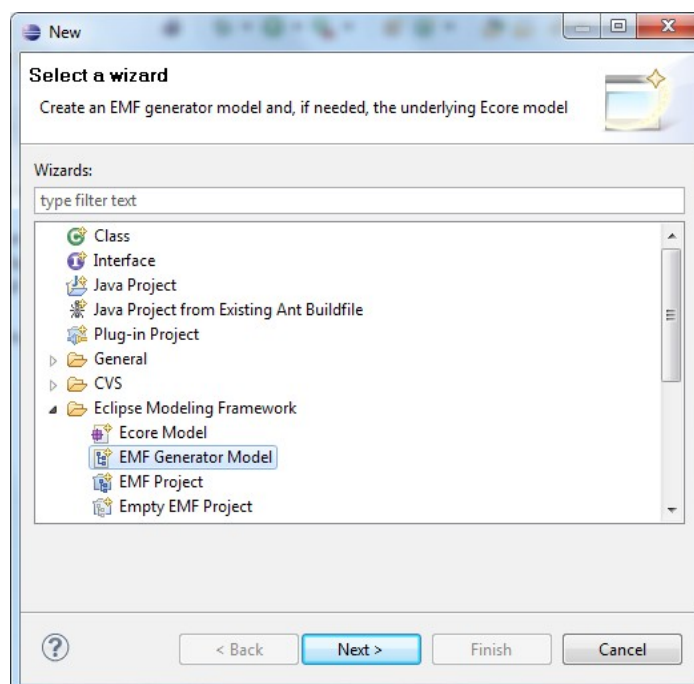 New
Select a wizard
Create an EMF generator model and, if needed, the underlying Ecore model
Wizards:
type filter text
Class
Interface
Java Project
Java Project from Existing Ant Buildfile
Plug-in Project
General
CVS
Eclipse Modeling Framework
Ecore Model
EMF Generator Model
EMF Project
Empty EMF Project
< Back Next > Finish Cancel